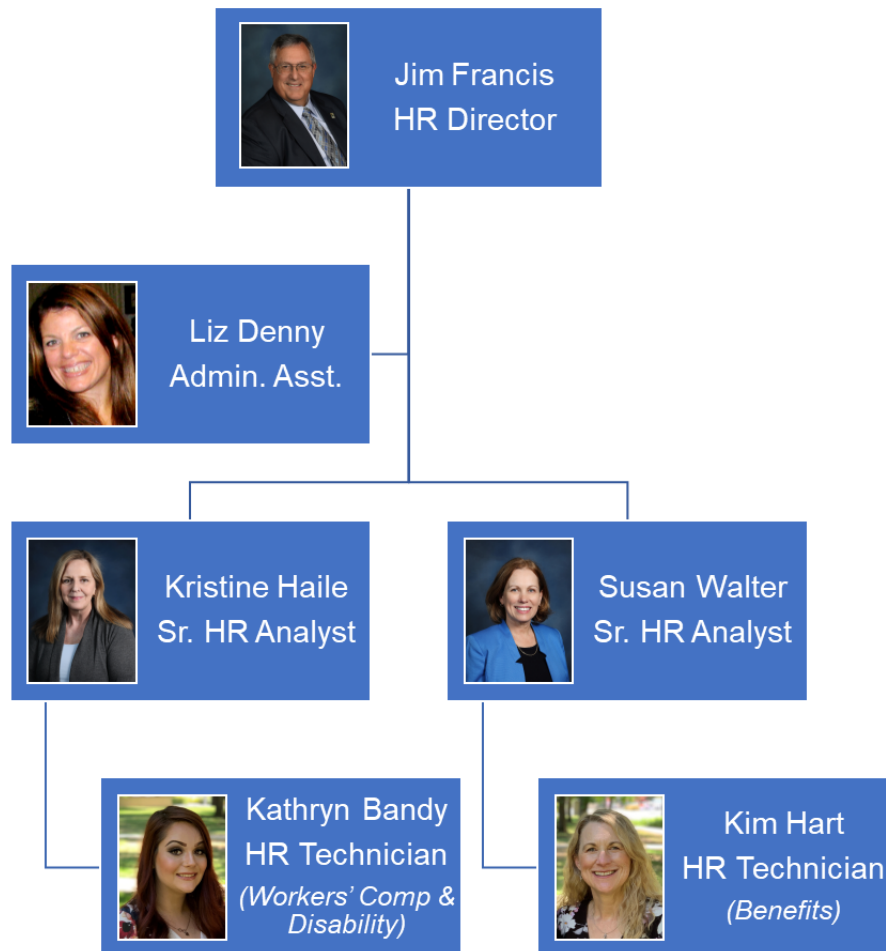 Jim Francis
HR Director
Liz Denny
Admin. Asst.
Kristine Haile
Sr. HR Analyst
Susan Walter
Sr. HR Analyst
Kathryn Bandy
HR Technician
(Workers’ Comp &
Disability)
Kim Hart
HR Technician
(Benefits)